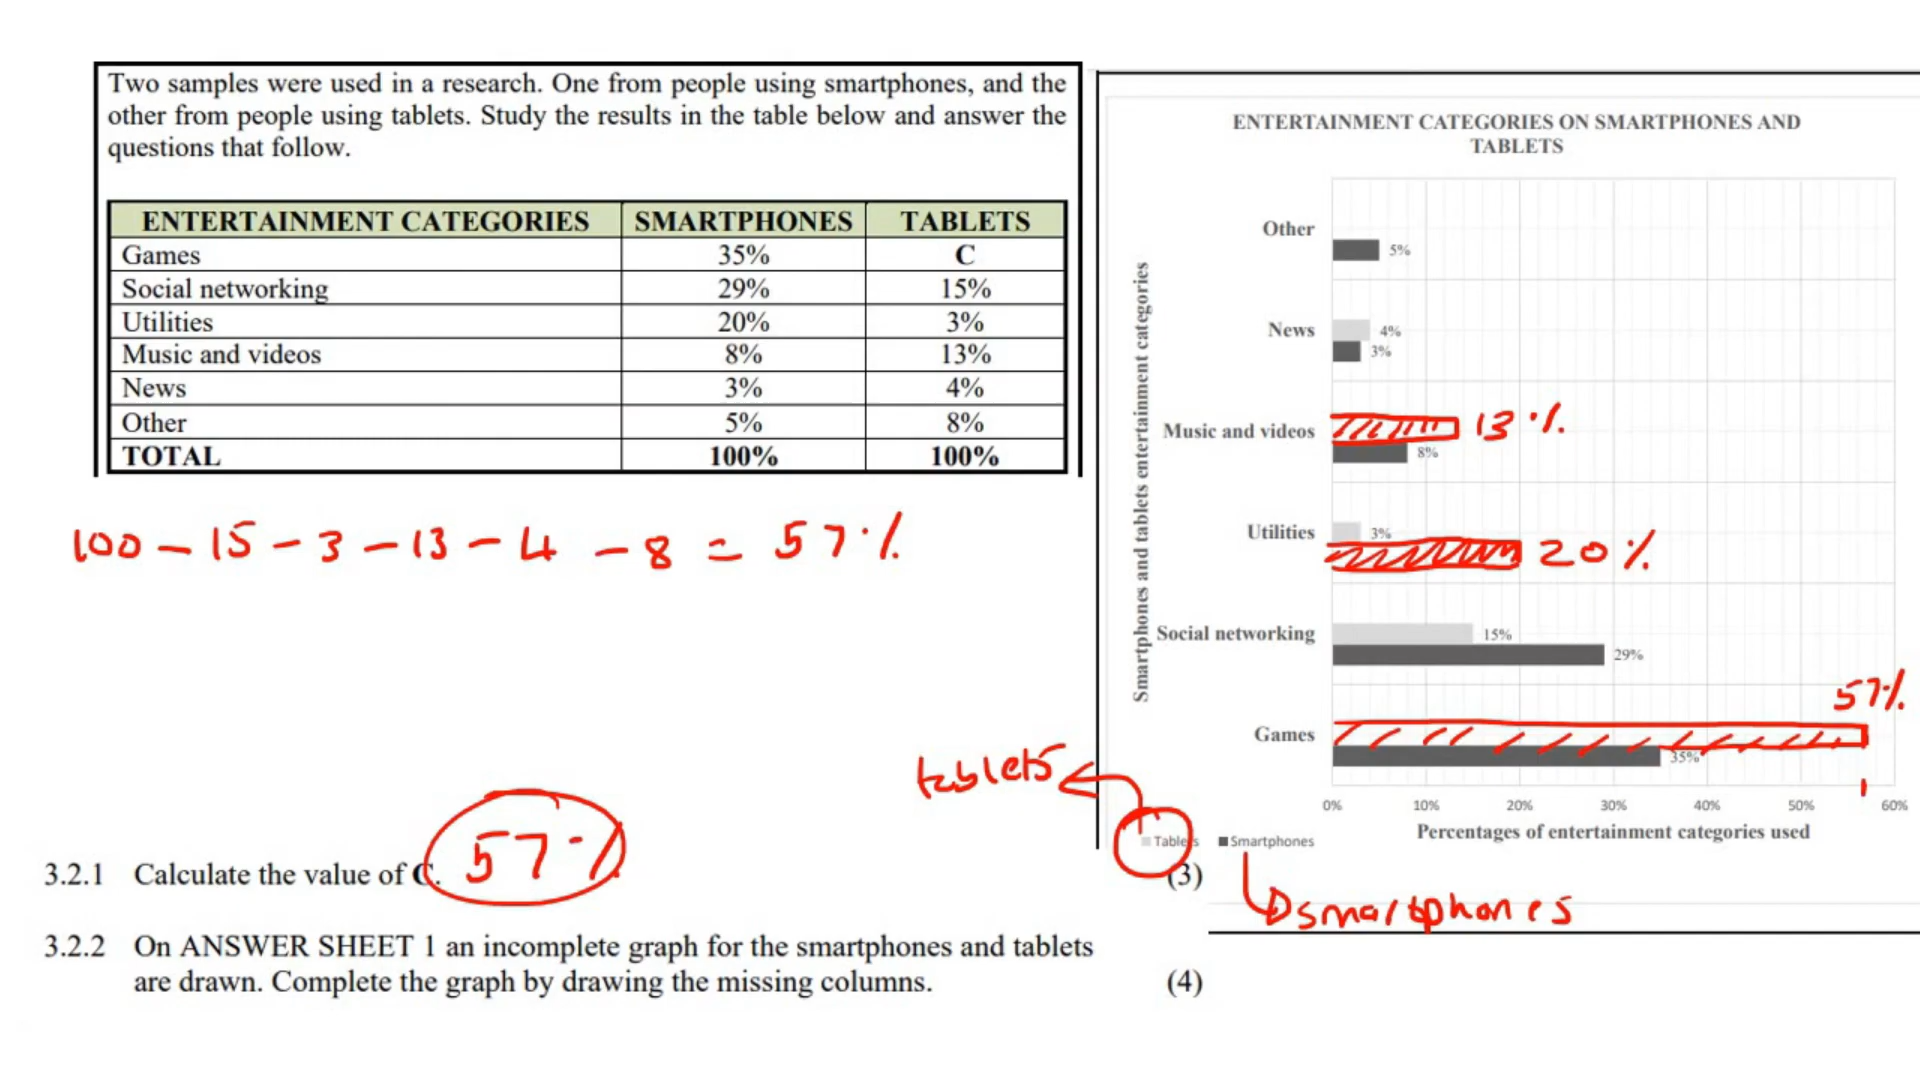 Two samples were used in a research. One from people using smartphones, and the
other from people using tablets. Study the results in the table below and answer the
questions that follow.
ENTERTAINMENT CATEGORIES SMARTPHONES TABLETS
Games 35% C
Social networking 29% 15%
Utilities 20% 3%
Music and videos 8% 13%
News 3% 4%
Other 5% 8%
TOTAL 100% 100%
100 - 15 - 3 - 13 - 4 - 8 = 57%
57%
3.2.1 Calculate the value of C. (3)
3.2.2 On ANSWER SHEET 1 an incomplete graph for the smartphones and tablets
are drawn. Complete the graph by drawing the missing columns. (4)
ENTERTAINMENT CATEGORIES ON SMARTPHONES AND
TABLETS
Smartphones and tablets entertainment categories
Other
5%
News
4%
3%
Music and videos
13%
8%
Utilities
3%
20%
Social networking
15%
29%
57%
Games
35%
0% 10% 20% 30% 40% 50% 60%
Percentages of entertainment categories used
tablets
Tablets Smartphones
smartphones